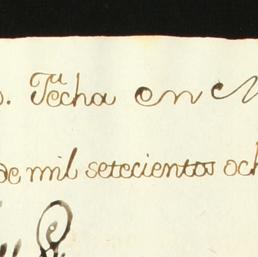 Fecha en
de mil setecientos och